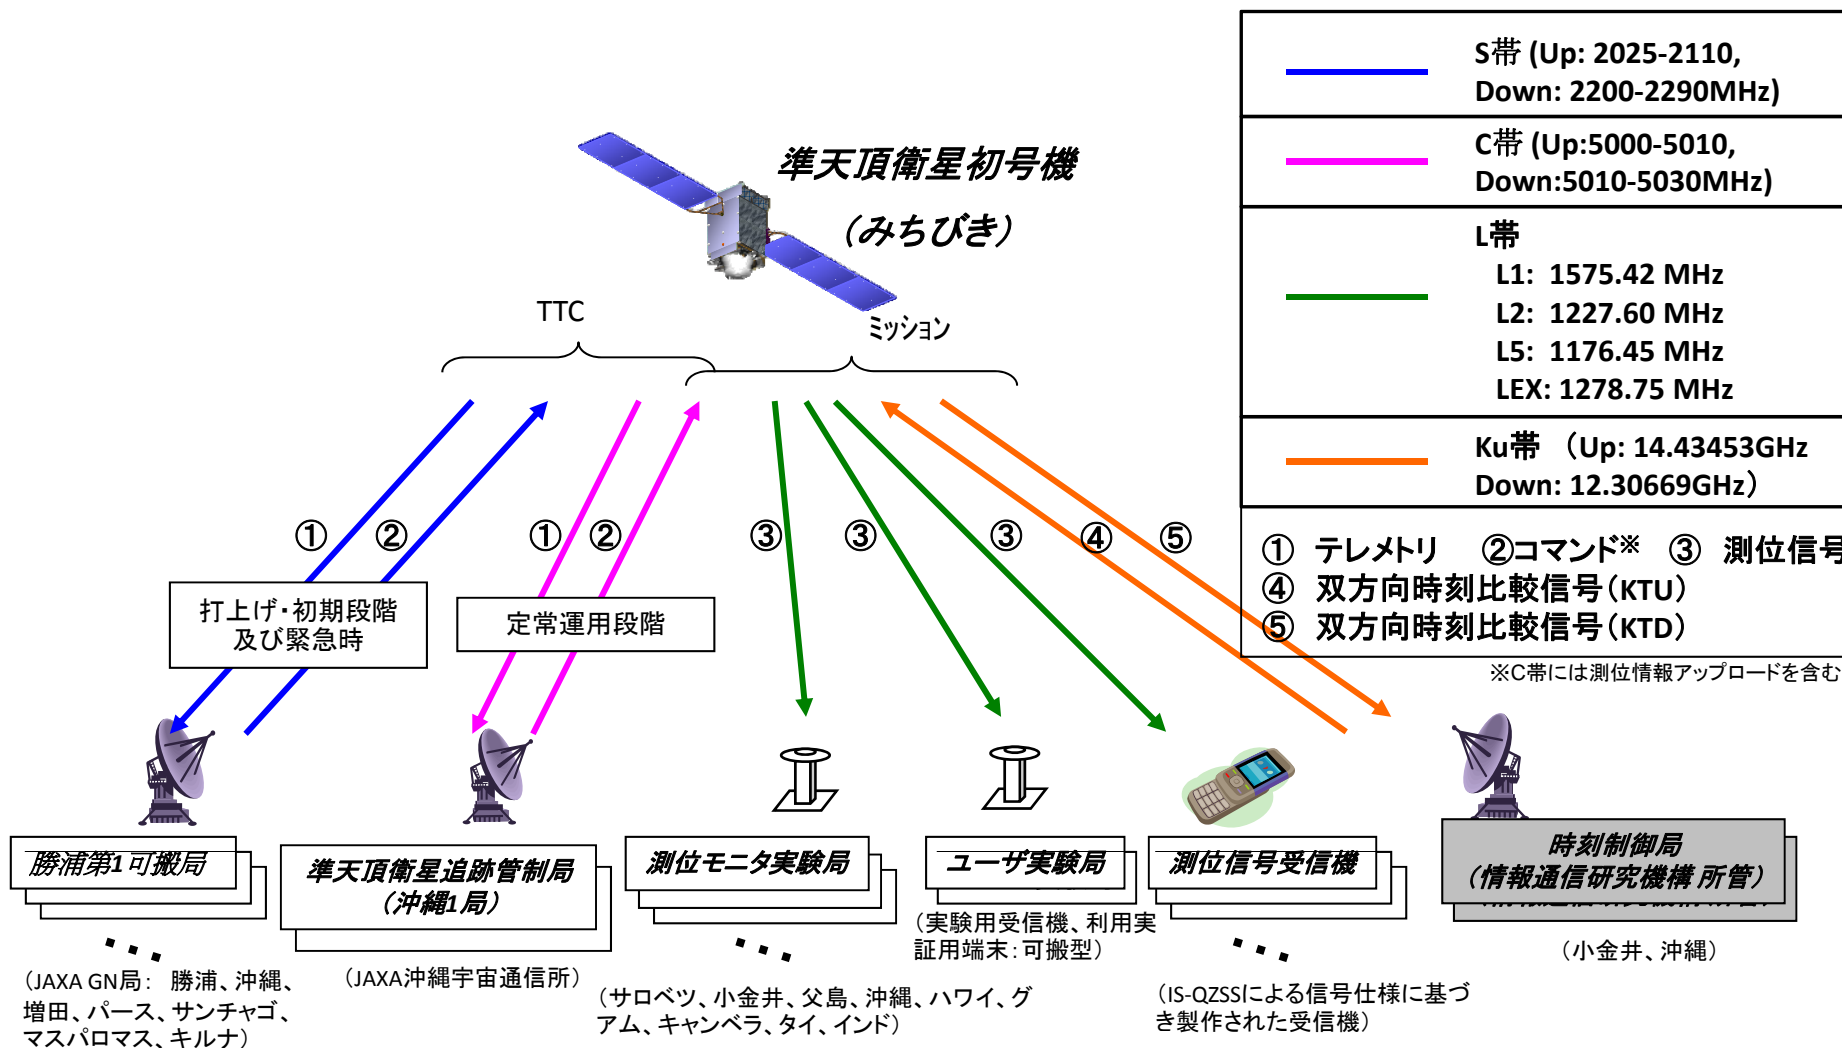 S帯 (Up: 2025-2110,
Down: 2200-2290MHz)
C帯 (Up:5000-5010,
Down:5010-5030MHz)
L帯
L1: 1575.42 MHz
L2: 1227.60 MHz
L5: 1176.45 MHz
LEX: 1278.75 MHz
Ku帯 （Up: 14.43453GHz
Down: 12.30669GHz）
① テレメトリ ②コマンド※ ③ 測位信号
④ 双方向時刻比較信号（KTU）
⑤ 双方向時刻比較信号（KTD）
※C帯には測位情報アップロードを含む
準天頂衛星初号機
（みちびき）
TTC
ミッション
① ② ① ② ③ ③ ③ ④ ⑤
打上げ・初期段階
及び緊急時
定常運用段階
勝浦第1可搬局
（JAXA GN局： 勝浦、沖縄、
増田、パース、サンチャゴ、
マスパロマス、キルナ）
準天頂衛星追跡管制局
（沖縄1局）
（JAXA沖縄宇宙通信所）
測位モニタ実験局
（サロベツ、小金井、父島、沖縄、ハワイ、グ
アム、キャンベラ、タイ、インド）
ユーザ実験局
（実験用受信機、利用実
証用端末：可搬型）
測位信号受信機
（IS-QZSSによる信号仕様に基づ
き製作された受信機）
時刻制御局
（情報通信研究機構 所管）
（小金井、沖縄）